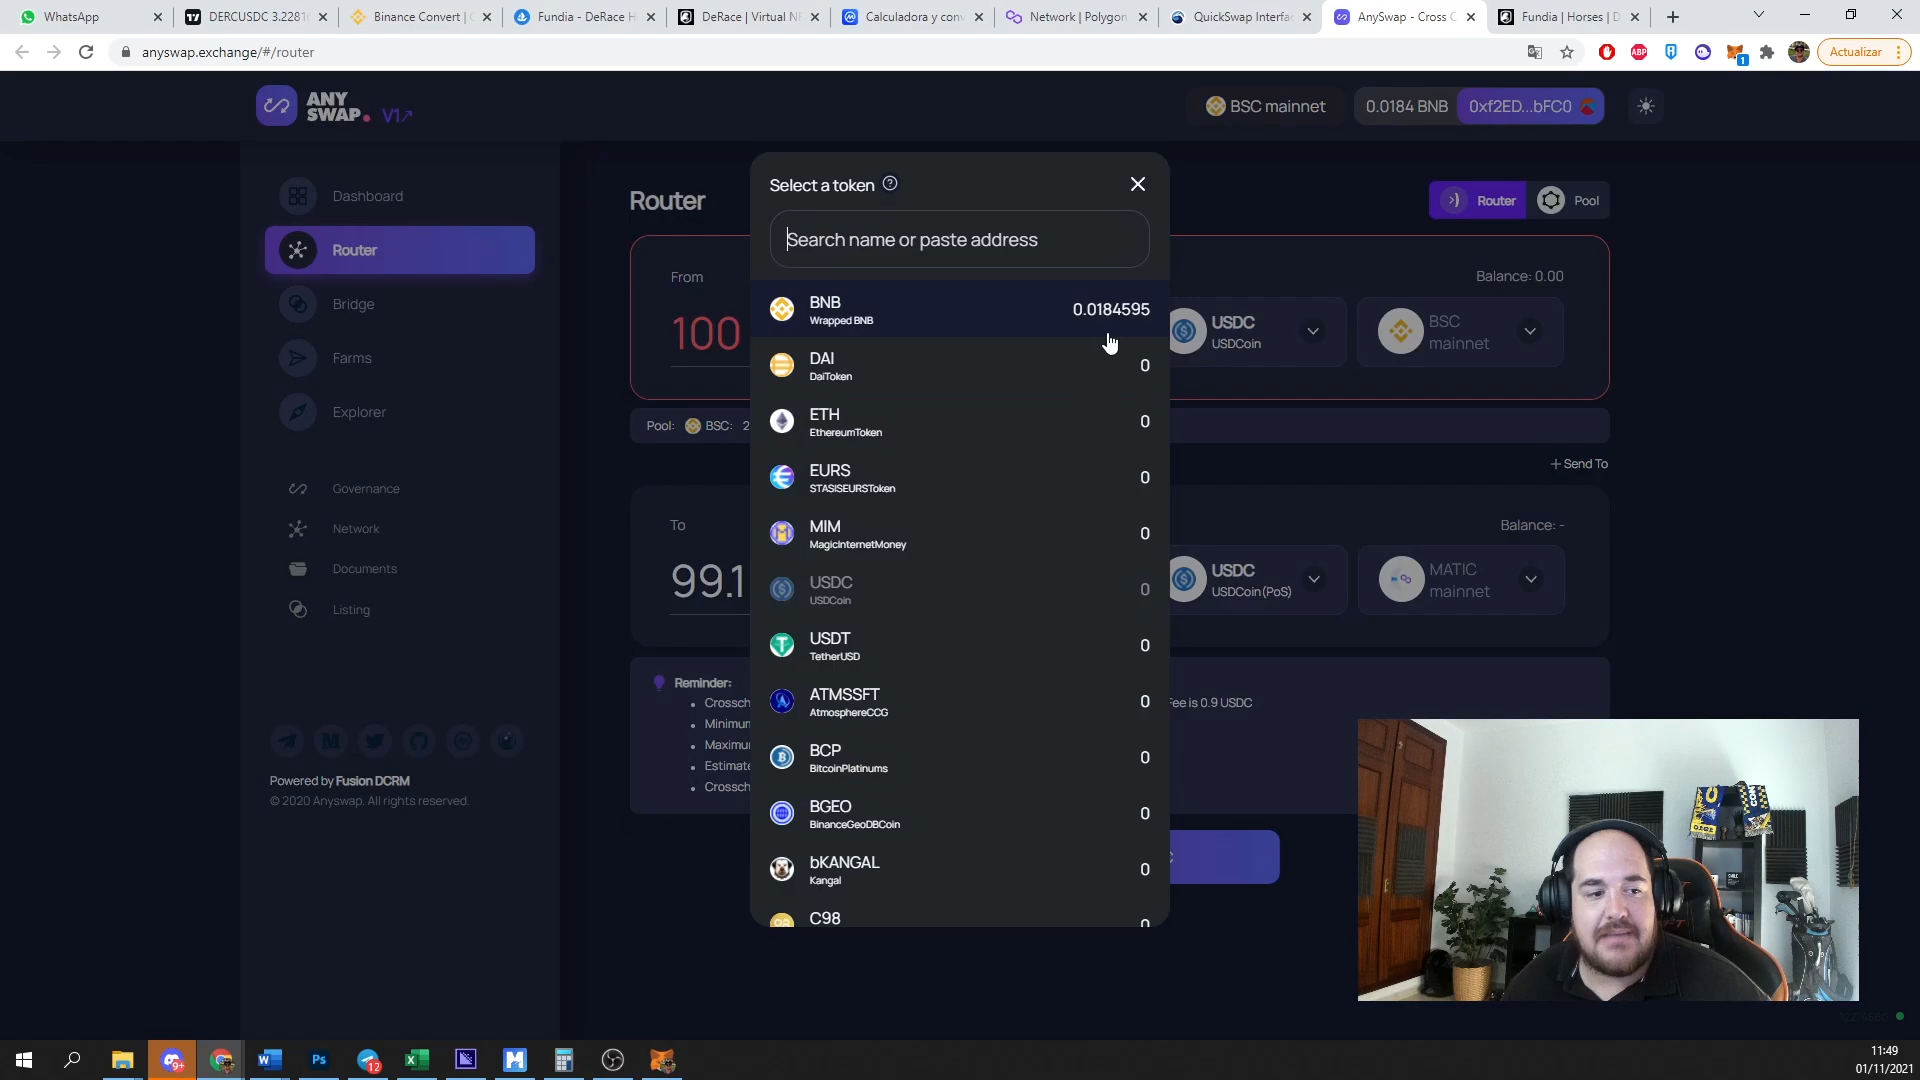 WhatsApp
DERCUSDC 3.2281
Binance Convert | C
Fundia - DeRace H
DeRace | Virtual N
Calculadora y conv
Network | Polygon
QuickSwap Interfa
AnySwap - Cross C
Fundia | Horses | D
anyswap.exchange/#/router
ABP
1
Actualizar
ANY
SWAP.
V1↗
BSC mainnet
0.0184 BNB
0xf2ED...bFC0
Dashboard
Router
Bridge
Farms
Explorer
Governance
Network
Documents
Listing
Powered by Fusion DCRM
© 2020 Anyswap. All rights reserved.
Router
Router
Pool
From
Balance: 0.00
100
USDC
USDCoin
BSC
mainnet
Pool:
BSC: 2
+ Send To
To
Balance: -
99.1
USDC
USDCoin(PoS)
MATIC
mainnet
Reminder:
Crossch
Fee is 0.9 USDC
Minimum
Maximu
Estimate
Crossch
Select a token
Search name or paste address
BNB
Wrapped BNB
0.0184595
DAI
DaiToken
0
ETH
EthereumToken
0
EURS
STASISEURSToken
0
MIM
MagicInternetMoney
0
USDC
USDCoin
0
USDT
TetherUSD
0
ATMSSFT
AtmosphereCCG
0
BCP
BitcoinPlatinums
0
BGEO
BinanceGeoDBCoin
0
bKANGAL
Kangal
0
C98
0
9+
12
11:49
01/11/2021